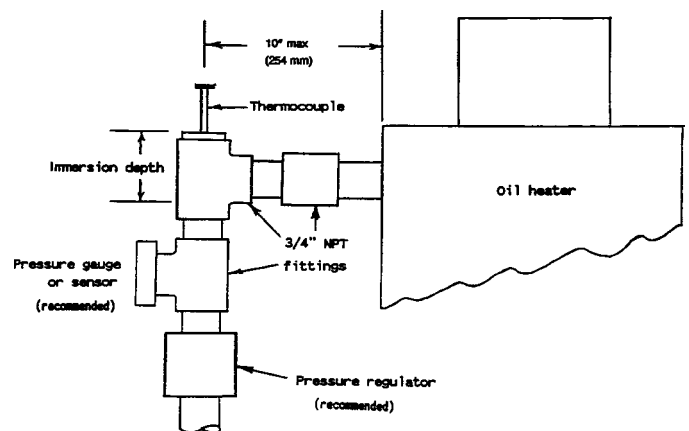 10" max
(254 mm)
Thermocouple
Immersion depth
Oil heater
3/4" NPT
fittings
Pressure gauge
or sensor
(recommended)
Pressure regulator
(recommended)